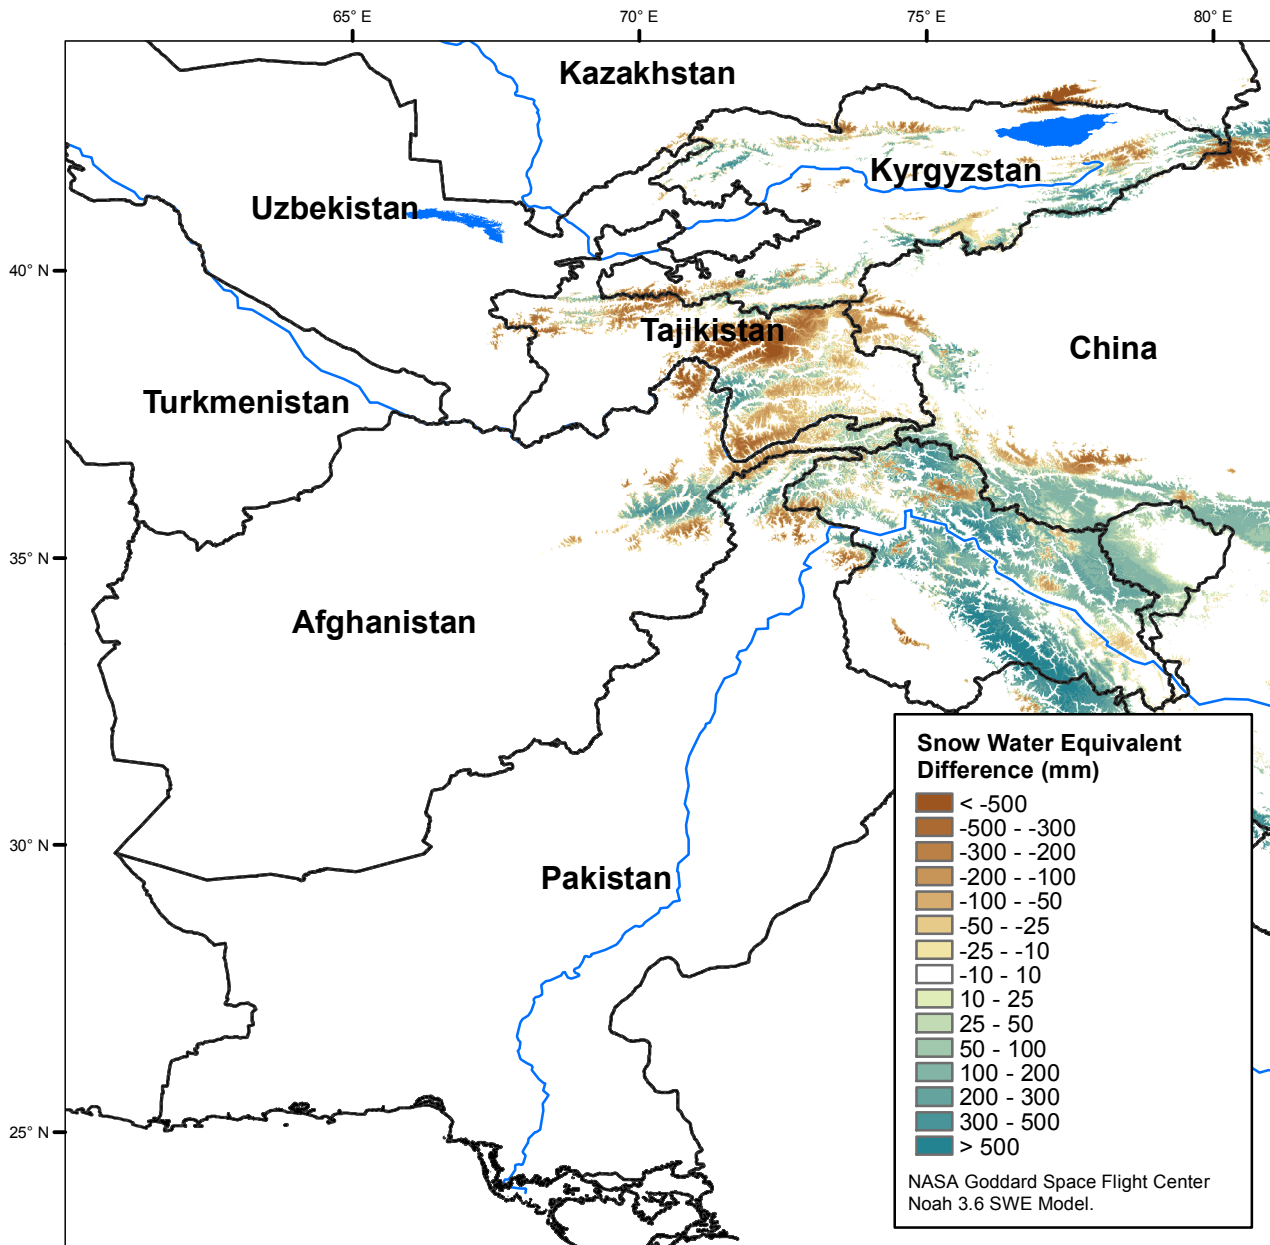 65° E
70° E
75° E
80° E
Kazakhstan
Kyrgyzstan
Uzbekistan
40° N
Tajikistan
China
Turkmenistan
35° N
Afghanistan
30° N
Pakistan
25° N
Snow Water Equivalent
Difference (mm)
< -500
-500 - -300
-300 - -200
-200 - -100
-100 - -50
-50 - -25
-25 - -10
-10 - 10
10 - 25
25 - 50
50 - 100
100 - 200
200 - 300
300 - 500
> 500
NASA Goddard Space Flight Center
Noah 3.6 SWE Model.